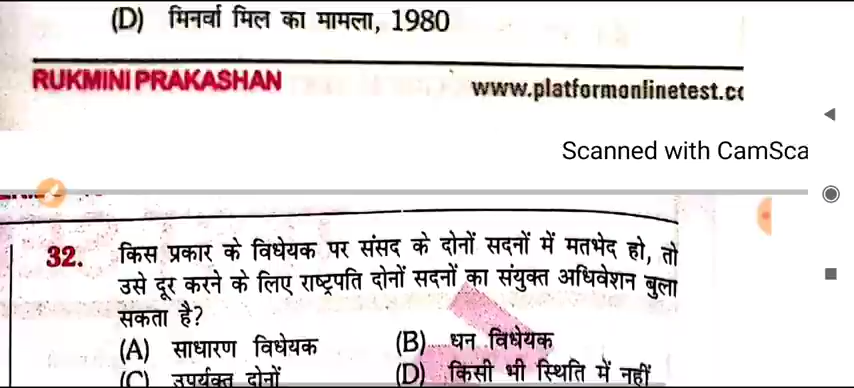 (D) मिनर्वा मिल का मामला, 1980
RUKMINI PRAKASHAN
www.platformonlinetest.c
Scanned with CamSca
32. किस प्रकार के विधेयक पर संसद के दोनों सदनों में मतभेद हो, तो
उसे दूर करने के लिए राष्ट्रपति दोनों सदनों का संयुक्त अधिवेशन बुला
सकता है?
(A) साधारण विधेयक (B) धन विधेयक
(C) उपर्युक्त दोनों (D) किसी भी स्थिति में नहीं